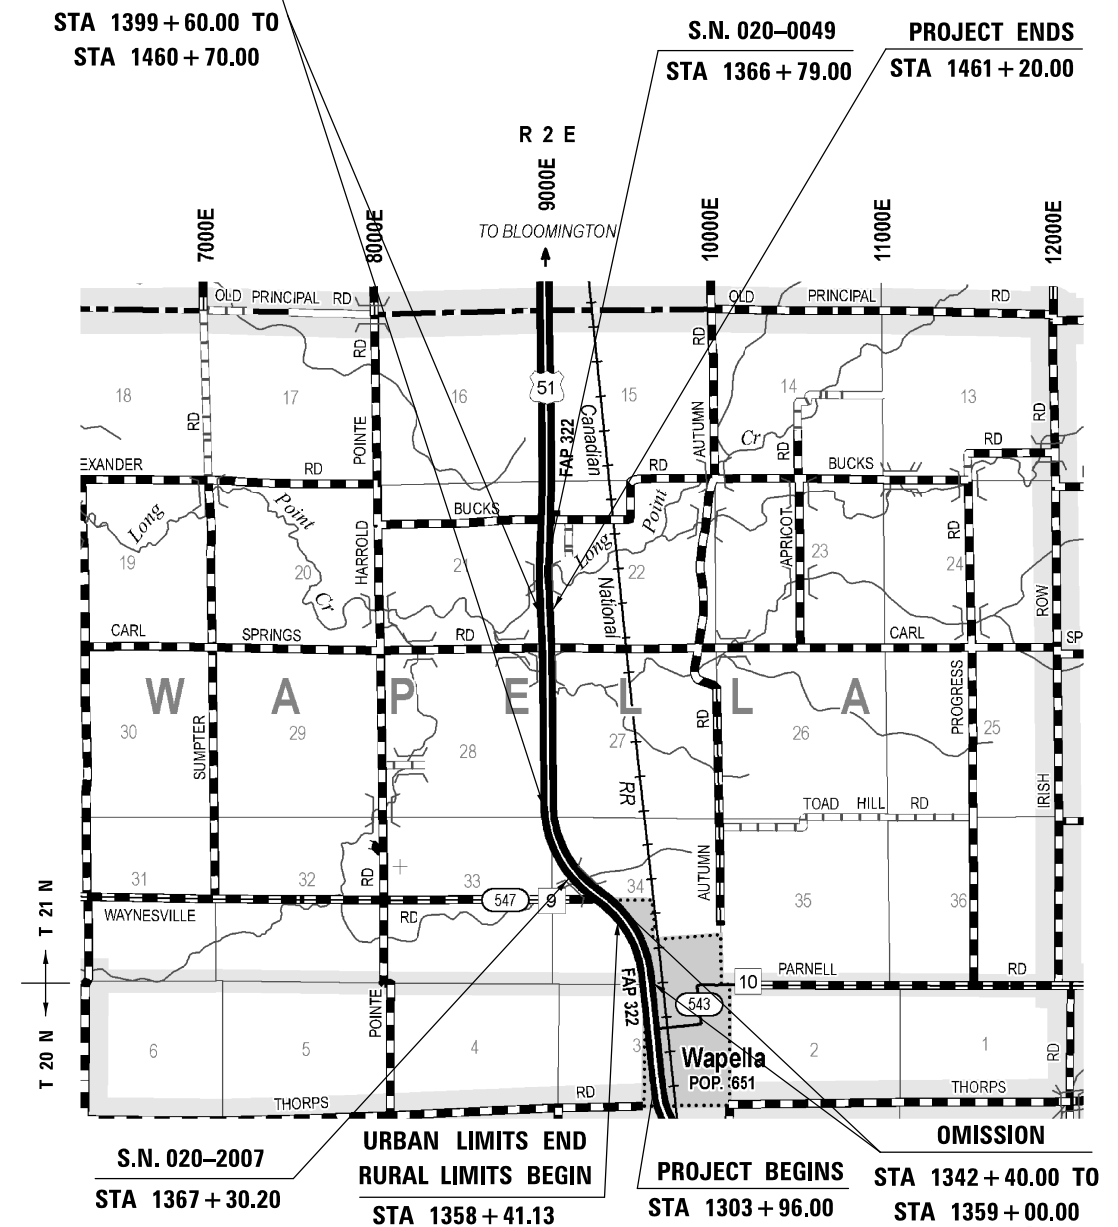 STA 1399+60.00 TO
STA 1460+70.00
S.N. 020–0049
STA 1366+79.00
PROJECT ENDS
STA 1461+20.00
R 2 E
9000E
TO BLOOMINGTON
7000E
8000E
10000E
11000E
12000E
OLD PRINCIPAL RD
OLD PRINCIPAL RD
RD
RD
18
17
16
15
14
13
51
FAP 322
Canadian
RD
POINTE
AUTUMN
Cr
RD
RD
RD
EXANDER RD
RD
BUCKS
BUCKS
Long
Point
Cr
Long
Point
HARROLD
APRICOT
RD
ROW
19
20
21
22
23
24
National
CARL SPRINGS RD
CARL
SP
W A P E L L A
SUMPTER
RD
PROGRESS
IRISH
30
29
28
27
26
25
RR
TOAD HILL RD
AUTUMN
RD
31
32
33
34
35
36
547
9
WAYNESVILLE
RD
T 21 N
T 20 N
PARNELL RD
10
543
FAP 322
POINTE
RD
6
5
4
3
2
1
Wapella
POP. 651
THORPS
RD
THORPS
S.N. 020–2007
STA 1367+30.20
URBAN LIMITS END
RURAL LIMITS BEGIN
STA 1358+41.13
PROJECT BEGINS
STA 1303+96.00
OMISSION
STA 1342+40.00 TO
STA 1359+00.00